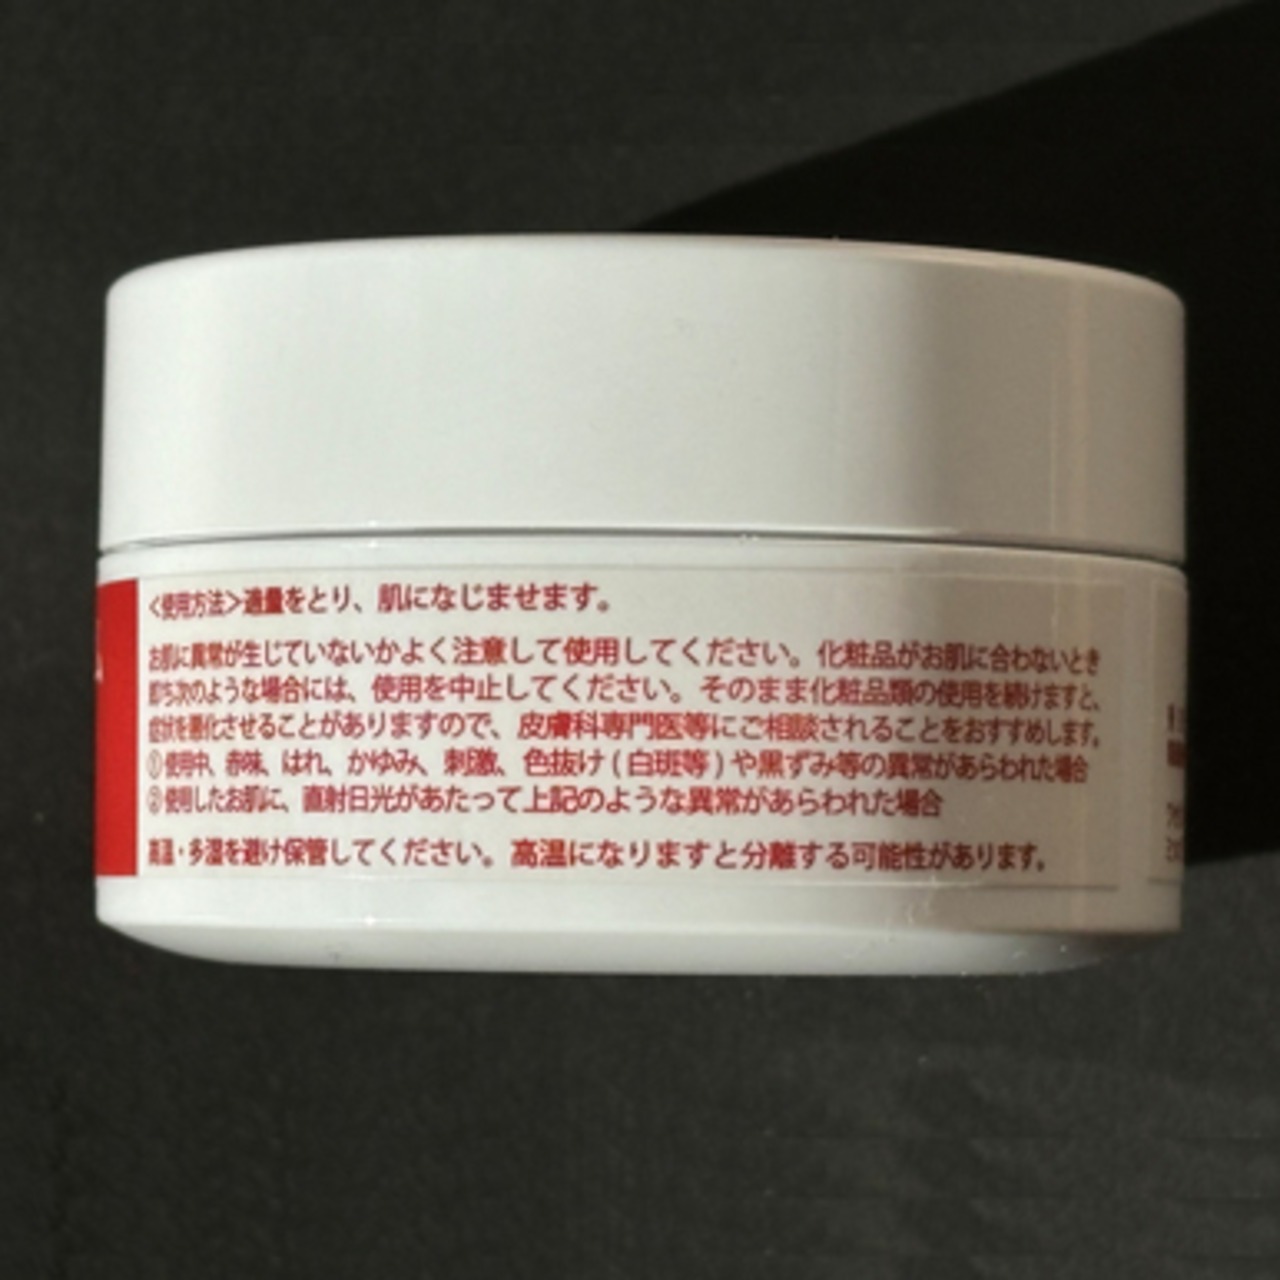 ＜使用方法＞適量をとり、肌になじませます。
お肌に異常が生じていないかよく注意して使用してください。化粧品がお肌に合わないとき
即ち次のような場合には、使用を中止してください。そのまま化粧品類の使用を続けますと、
症状を悪化させることがありますので、皮膚科専門医等にご相談されることをおすすめします。
①使用中、赤味、はれ、かゆみ、刺激、色抜け(白斑等)や黒ずみ等の異常があらわれた場合
②使用したお肌に、直射日光があたって上記のような異常があらわれた場合
高温・多湿を避け保管してください。高温になりますと分離する可能性があります。